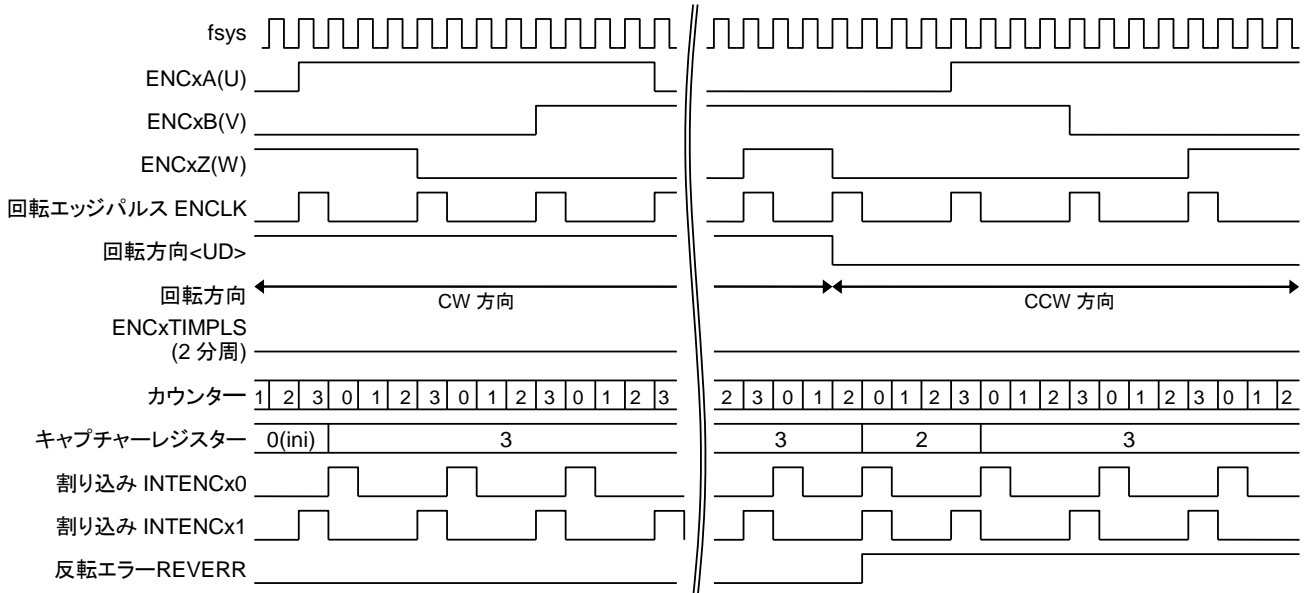 fsys
ENCxA(U)
ENCxB(V)
ENCxZ(W)
回転エッジパルス ENCLK
回転方向<UD>
回転方向
CW 方向
CCW 方向
ENCxTIMPLS
(2 分周)
カウンター 1 2 3 0 1 2 3 0 1 2 3 0 1 2 3 2 3 0 1 2 0 1 2 3 0 1 2 3 0 1 2 3 0 1 2
キャプチャーレジスター 0(ini) 3 3 2 3
割り込み INTENCx0
割り込み INTENCx1
反転エラーREVERR